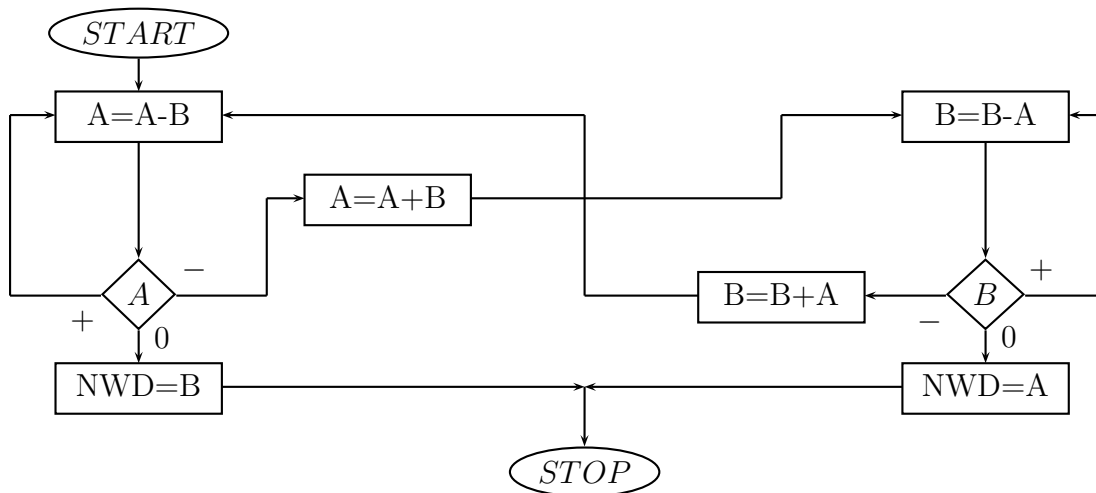 START
A=A-B
B=B-A
A=A+B
−
+
A
B=B+A
B
+
−
0
0
NWD=B
NWD=A
STOP